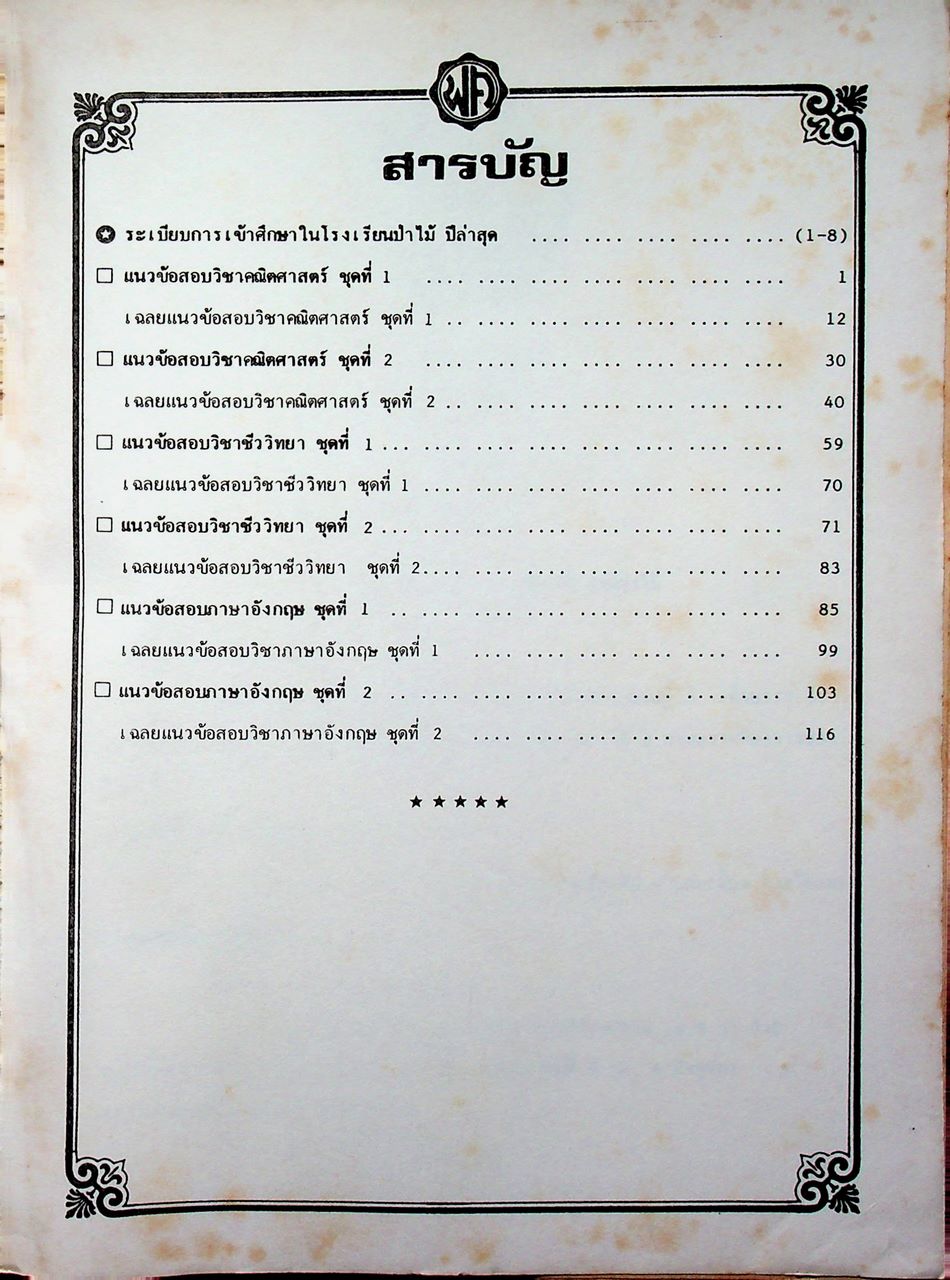 พศ
สารบัญ
ระเบียบการเข้าศึกษาในโรงเรียนป่าไม้ ปีล่าสุด .... .... .... .... .... (1-8)
แนวข้อสอบวิชาคณิตศาสตร์ ชุดที่ 1 .... .... .... .... .... .... .... 1
เฉลยแนวข้อสอบวิชาคณิตศาสตร์ ชุดที่ 1 .. .... .... .... .... .... .... 12
แนวข้อสอบวิชาคณิตศาสตร์ ชุดที่ 2 .... .... .... .... .... .... .... 30
เฉลยแนวข้อสอบวิชาคณิตศาสตร์ ชุดที่ 2 .. .... .... .... .... .... .... 40
แนวข้อสอบวิชาชีววิทยา ชุดที่ 1 ... .... .... .... .... .... .... .... 59
เฉลยแนวข้อสอบวิชาชีววิทยา ชุดที่ 1 .... .... .... .... .... .... .... 70
แนวข้อสอบวิชาชีววิทยา ชุดที่ 2 ... .... .... .... .... .... .... .... 71
เฉลยแนวข้อสอบวิชาชีววิทยา ชุดที่ 2.... .... .... .... .... .... .... 83
แนวข้อสอบภาษาอังกฤษ ชุดที่ 1 .. .... .... .... .... .... .... .... 85
เฉลยแนวข้อสอบวิชาภาษาอังกฤษ ชุดที่ 1 .... .... .... .... .... .... 99
แนวข้อสอบภาษาอังกฤษ ชุดที่ 2 .. .... .... .... .... .... .... .... 103
เฉลยแนวข้อสอบวิชาภาษาอังกฤษ ชุดที่ 2 .... .... .... .... .... .... 116